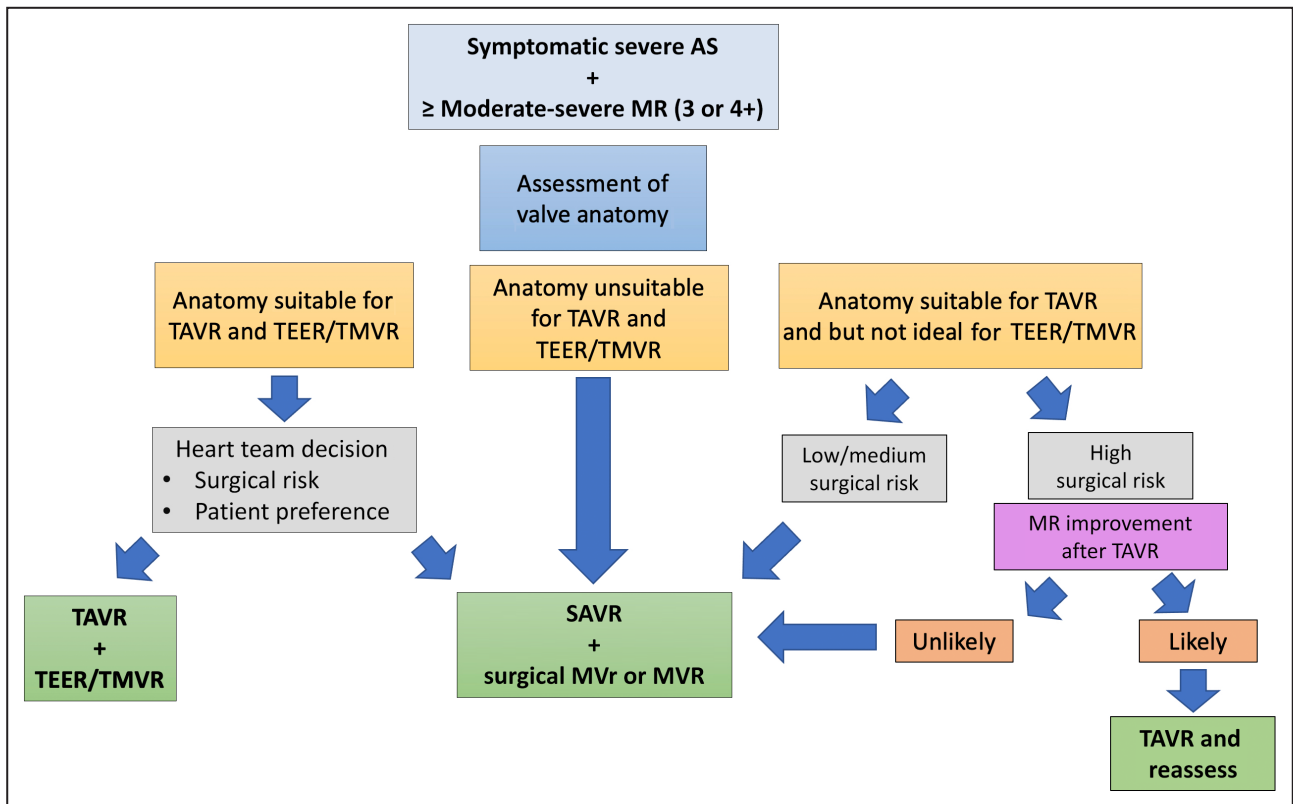 Symptomatic severe AS
+
≥ Moderate-severe MR (3 or 4+)
Assessment of
valve anatomy
Anatomy suitable for
TAVR and TEER/TMVR
Anatomy unsuitable
for TAVR and
TEER/TMVR
Anatomy suitable for TAVR
and but not ideal for TEER/TMVR
Heart team decision
• Surgical risk
• Patient preference
Low/medium
surgical risk
High
surgical risk
MR improvement
after TAVR
TAVR
+
TEER/TMVR
SAVR
+
surgical MVr or MVR
Unlikely
Likely
TAVR and
reassess